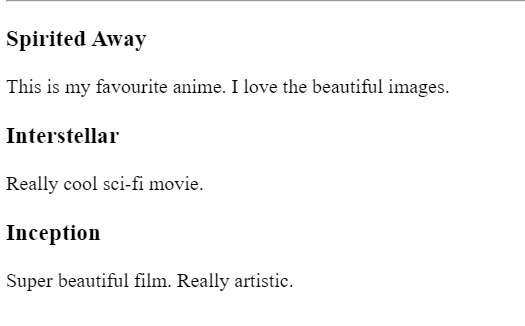 Spirited Away
This is my favourite anime. I love the beautiful images.
Interstellar
Really cool sci-fi movie.
Inception
Super beautiful film. Really artistic.